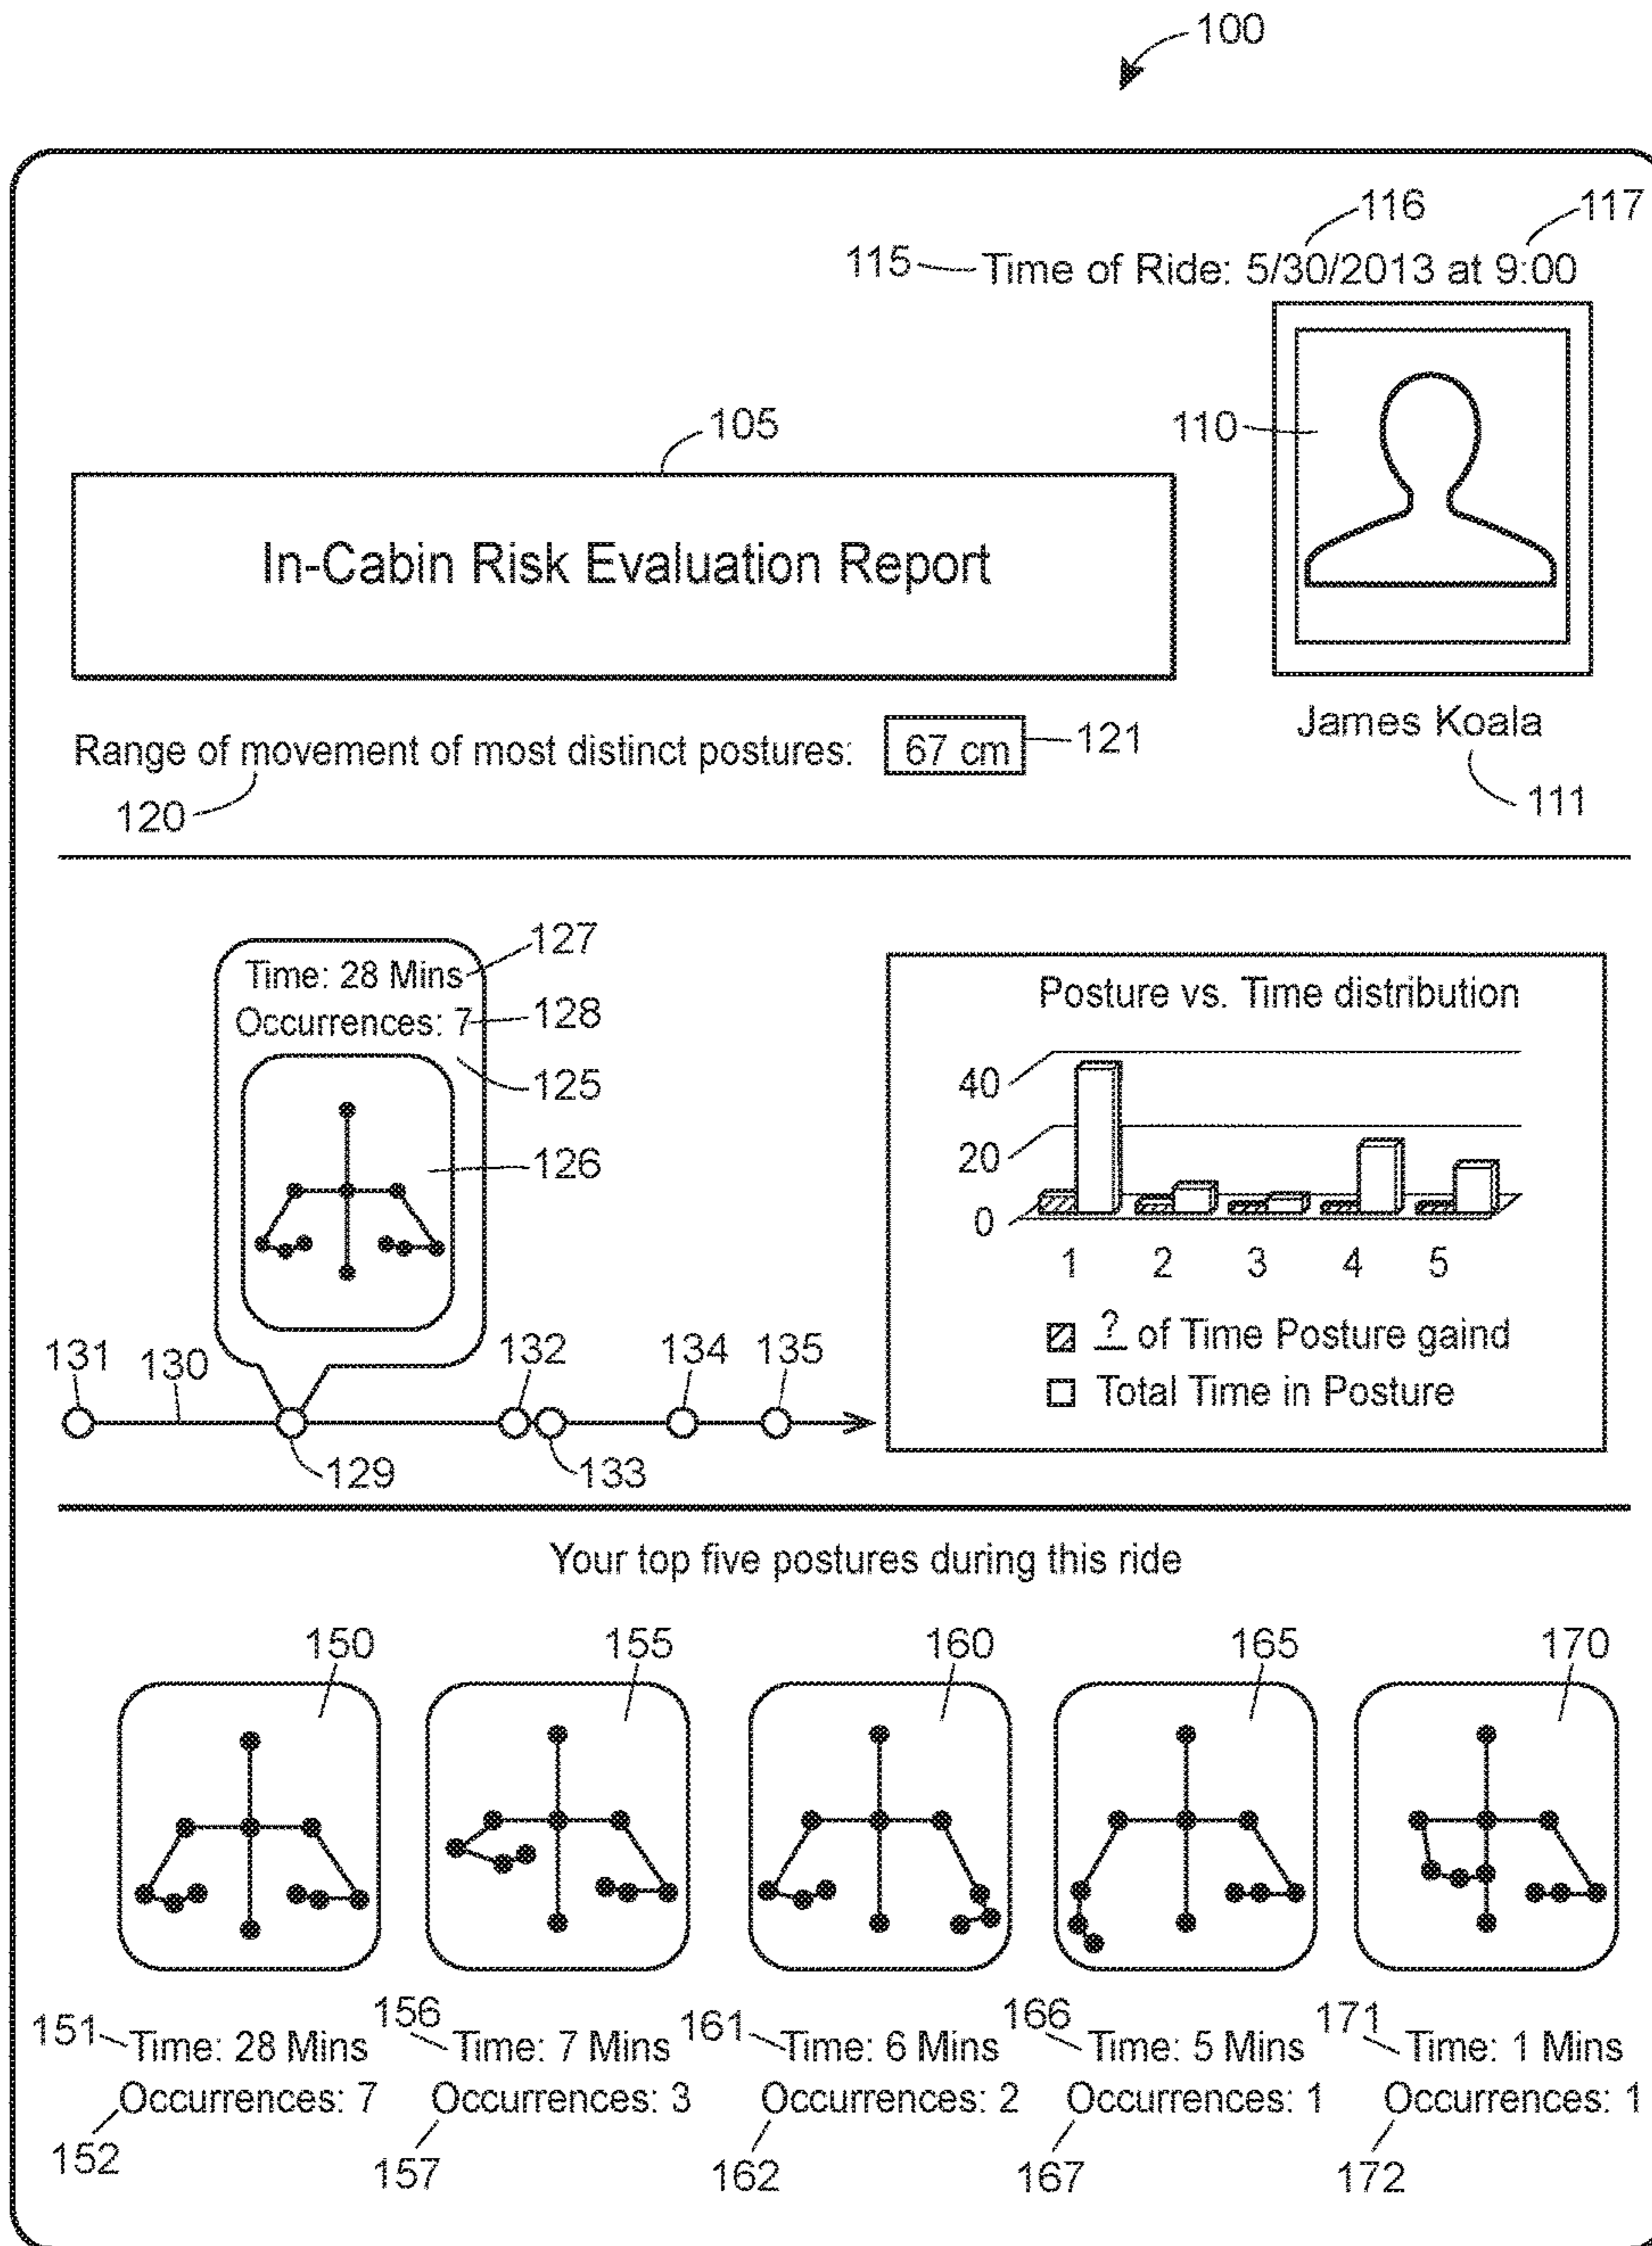 100
116
117
115 Time of Ride: 5/30/2013 at 9:00
105
110
In-Cabin Risk Evaluation Report
James Koala
111
Range of movement of most distinct postures: 67 cm 121
120
127
Time: 28 Mins
Occurrences: 7 128
125
126
131
130
132
134
135
129
133
Posture vs. Time distribution
40
20
0
1 2 3 4 5
? of Time Posture gaind
Total Time in Posture
Your top five postures during this ride
150
155
160
165
170
151 Time: 28 Mins
Occurrences: 7
152
156 Time: 7 Mins
Occurrences: 3
157
161 Time: 6 Mins
Occurrences: 2
162
166 Time: 5 Mins
Occurrences: 1
167
171 Time: 1 Mins
Occurrences: 1
172